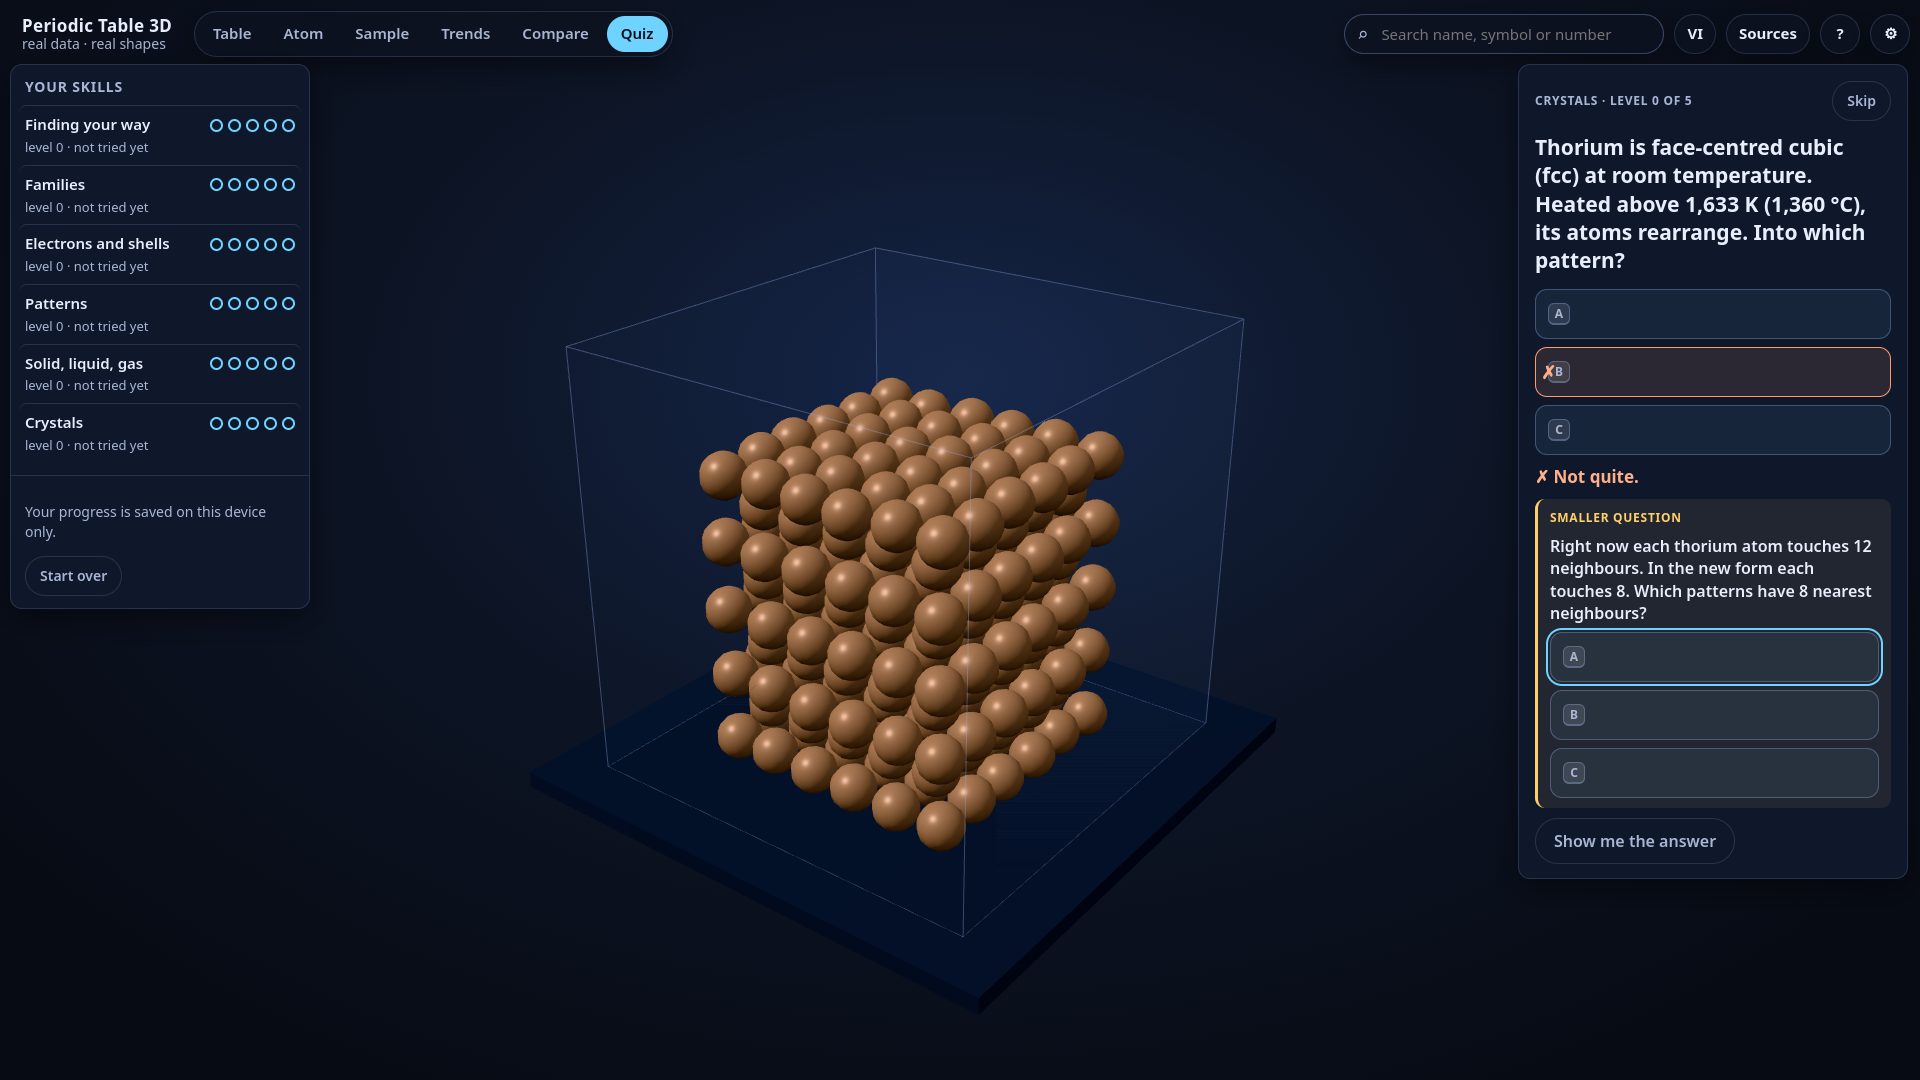 Periodic Table 3D
real data · real shapes
Table
Atom
Sample
Trends
Compare
Quiz
Search name, symbol or number
VI
Sources
?
YOUR SKILLS
Finding your way
level 0 · not tried yet
Families
level 0 · not tried yet
Electrons and shells
level 0 · not tried yet
Patterns
level 0 · not tried yet
Solid, liquid, gas
level 0 · not tried yet
Crystals
level 0 · not tried yet
Your progress is saved on this device
only.
Start over
CRYSTALS · LEVEL 0 OF 5
Skip
Thorium is face-centred cubic
(fcc) at room temperature.
Heated above 1,633 K (1,360 °C),
its atoms rearrange. Into which
pattern?
A
✗ B
C
✗ Not quite.
SMALLER QUESTION
Right now each thorium atom touches 12
neighbours. In the new form each
touches 8. Which patterns have 8 nearest
neighbours?
A
B
C
Show me the answer